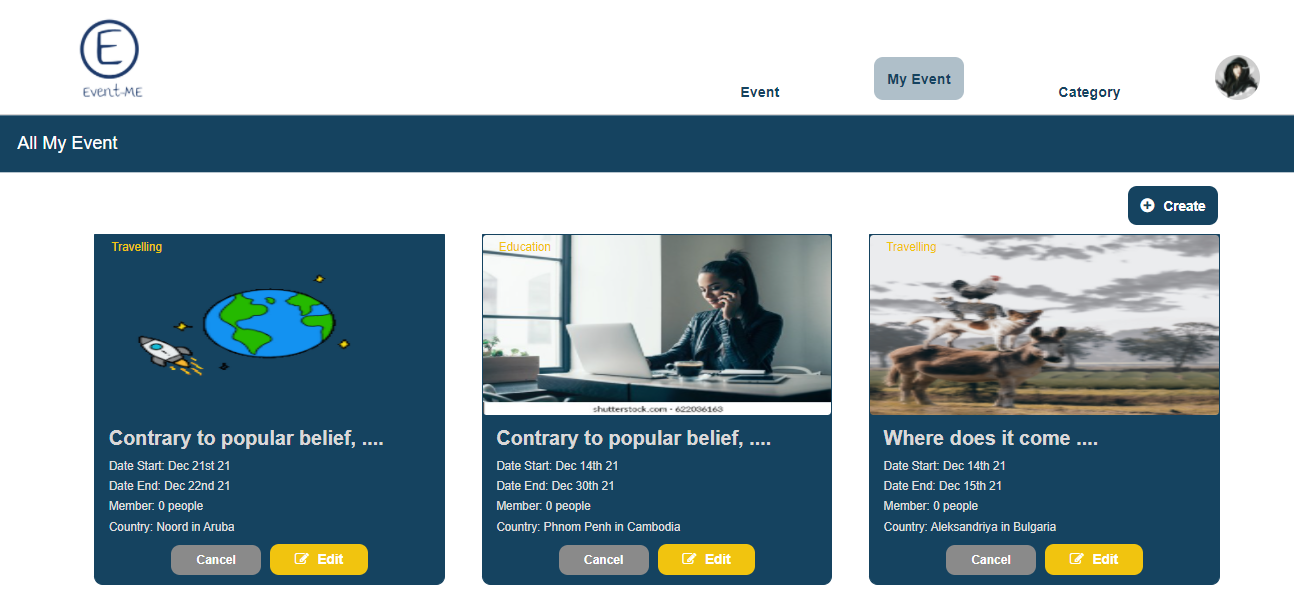 E
Event-ME
Event
My Event
Category
All My Event
Create
Travelling
Contrary to popular belief, ....
Date Start: Dec 21st 21
Date End: Dec 22nd 21
Member: 0 people
Country: Noord in Aruba
Cancel
Edit
Education
shutterstock.com • 622036163
Contrary to popular belief, ....
Date Start: Dec 14th 21
Date End: Dec 30th 21
Member: 0 people
Country: Phnom Penh in Cambodia
Cancel
Edit
Travelling
Where does it come ....
Date Start: Dec 14th 21
Date End: Dec 15th 21
Member: 0 people
Country: Aleksandriya in Bulgaria
Cancel
Edit